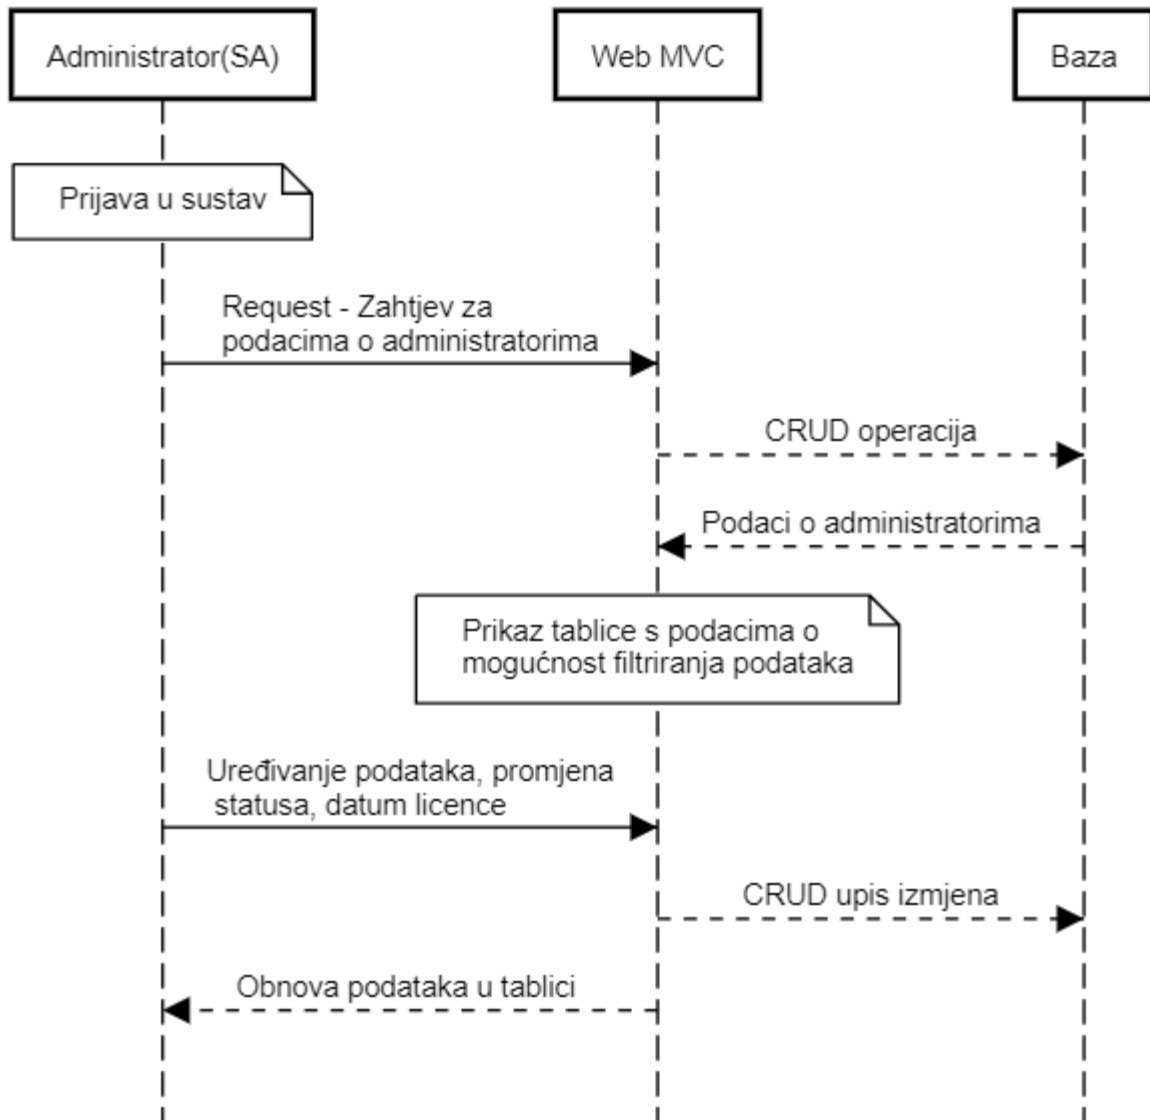 Administrator(SA)
Web MVC
Baza
Prijava u sustav
Request - Zahtjev za
podacima o administratorima
CRUD operacija
Podaci o administratorima
Prikaz tablice s podacima o
mogućnost filtriranja podataka
Uređivanje podataka, promjena
statusa, datum licence
CRUD upis izmjena
Obnova podataka u tablici